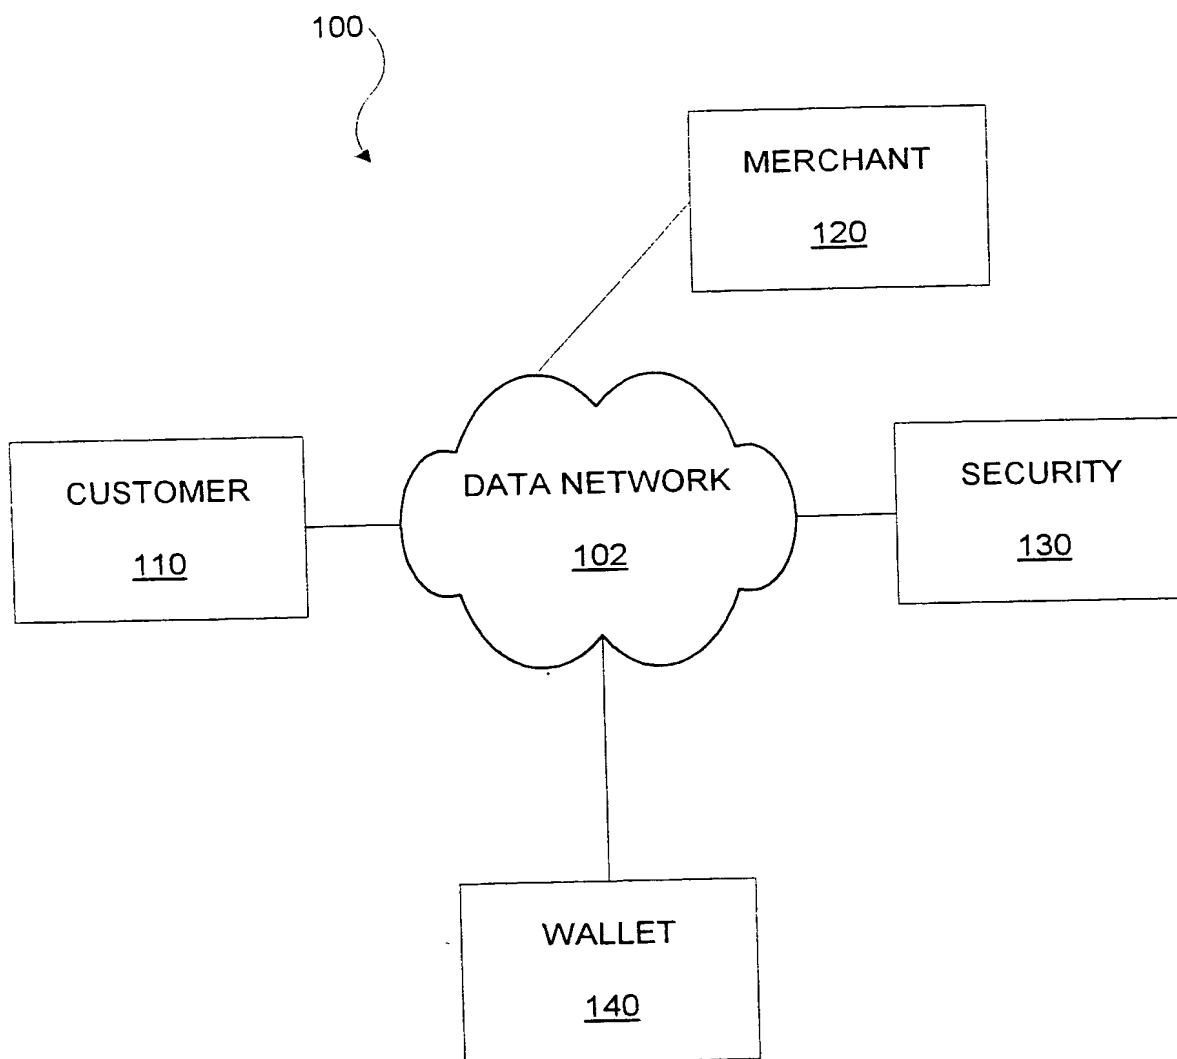 100
MERCHANT
120
CUSTOMER
110
DATA NETWORK
102
SECURITY
130
WALLET
140